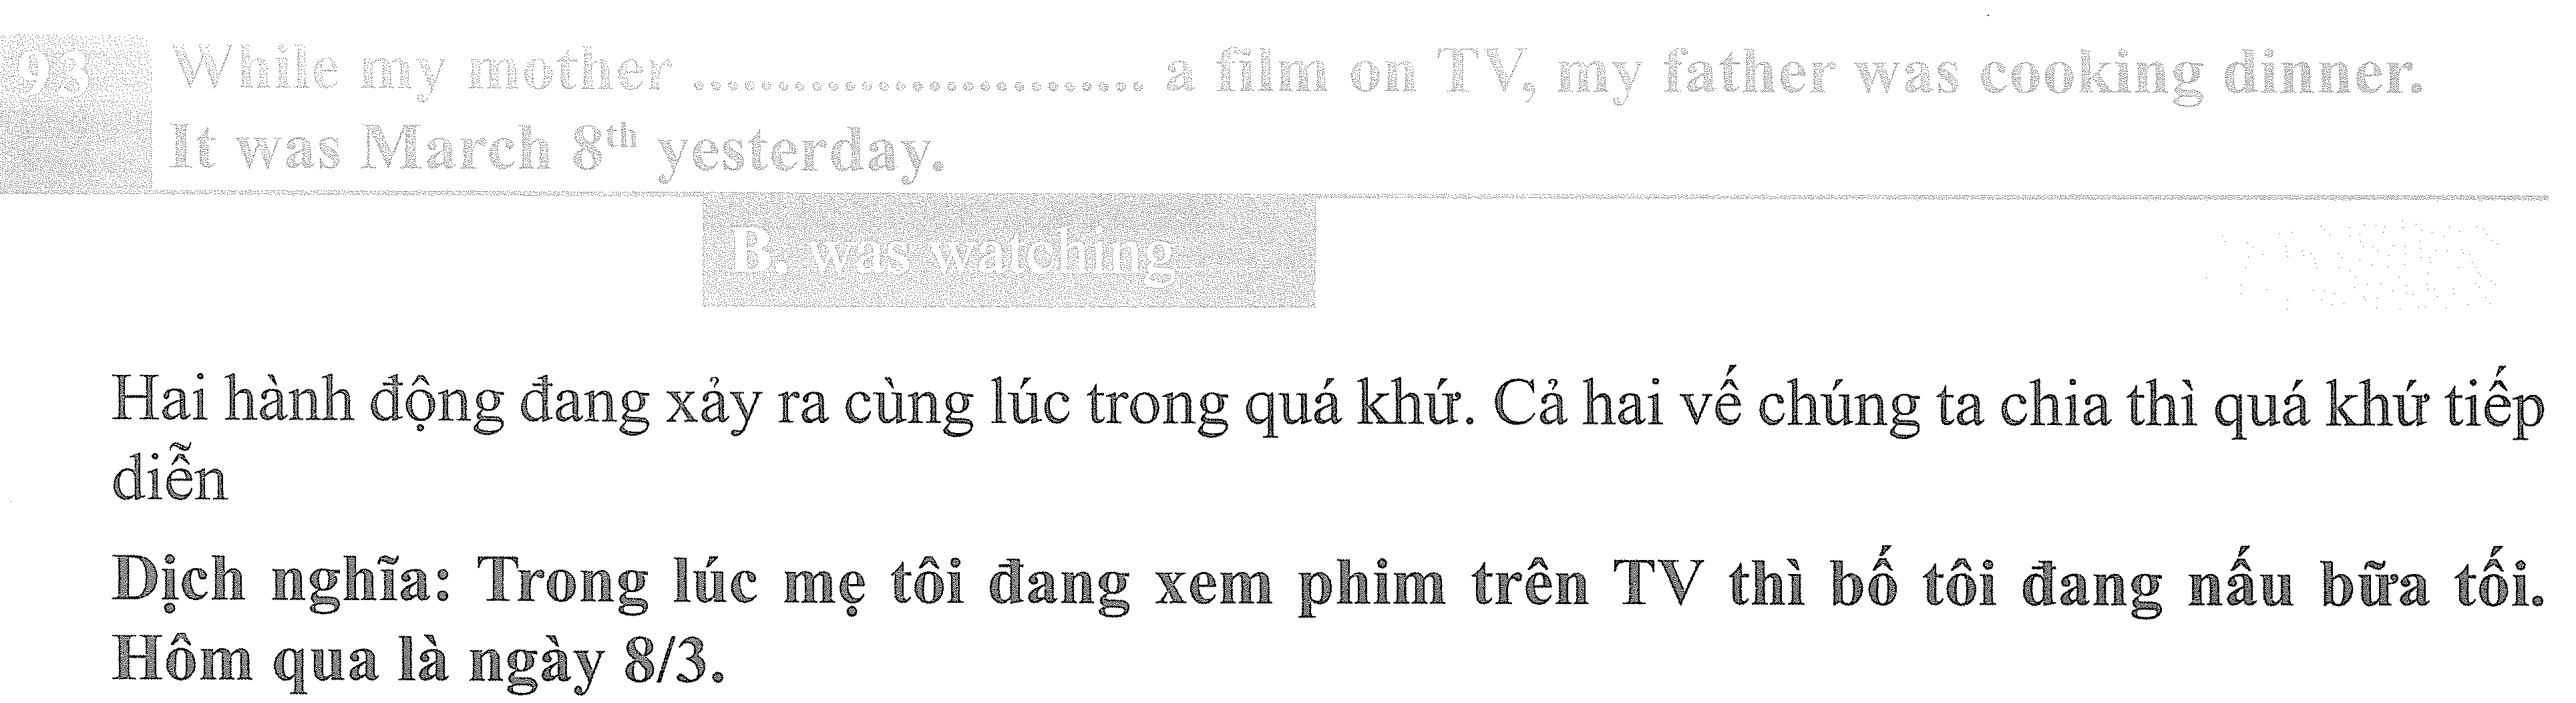 93 While my mother ........................... a film on TV, my father was cooking dinner.
It was March 8th yesterday.
B. was watching
Hai hành động đang xảy ra cùng lúc trong quá khứ. Cả hai vế chúng ta chia thì quá khứ tiếp
diễn
Dịch nghĩa: Trong lúc mẹ tôi đang xem phim trên TV thì bố tôi đang nấu bữa tối.
Hôm qua là ngày 8/3.